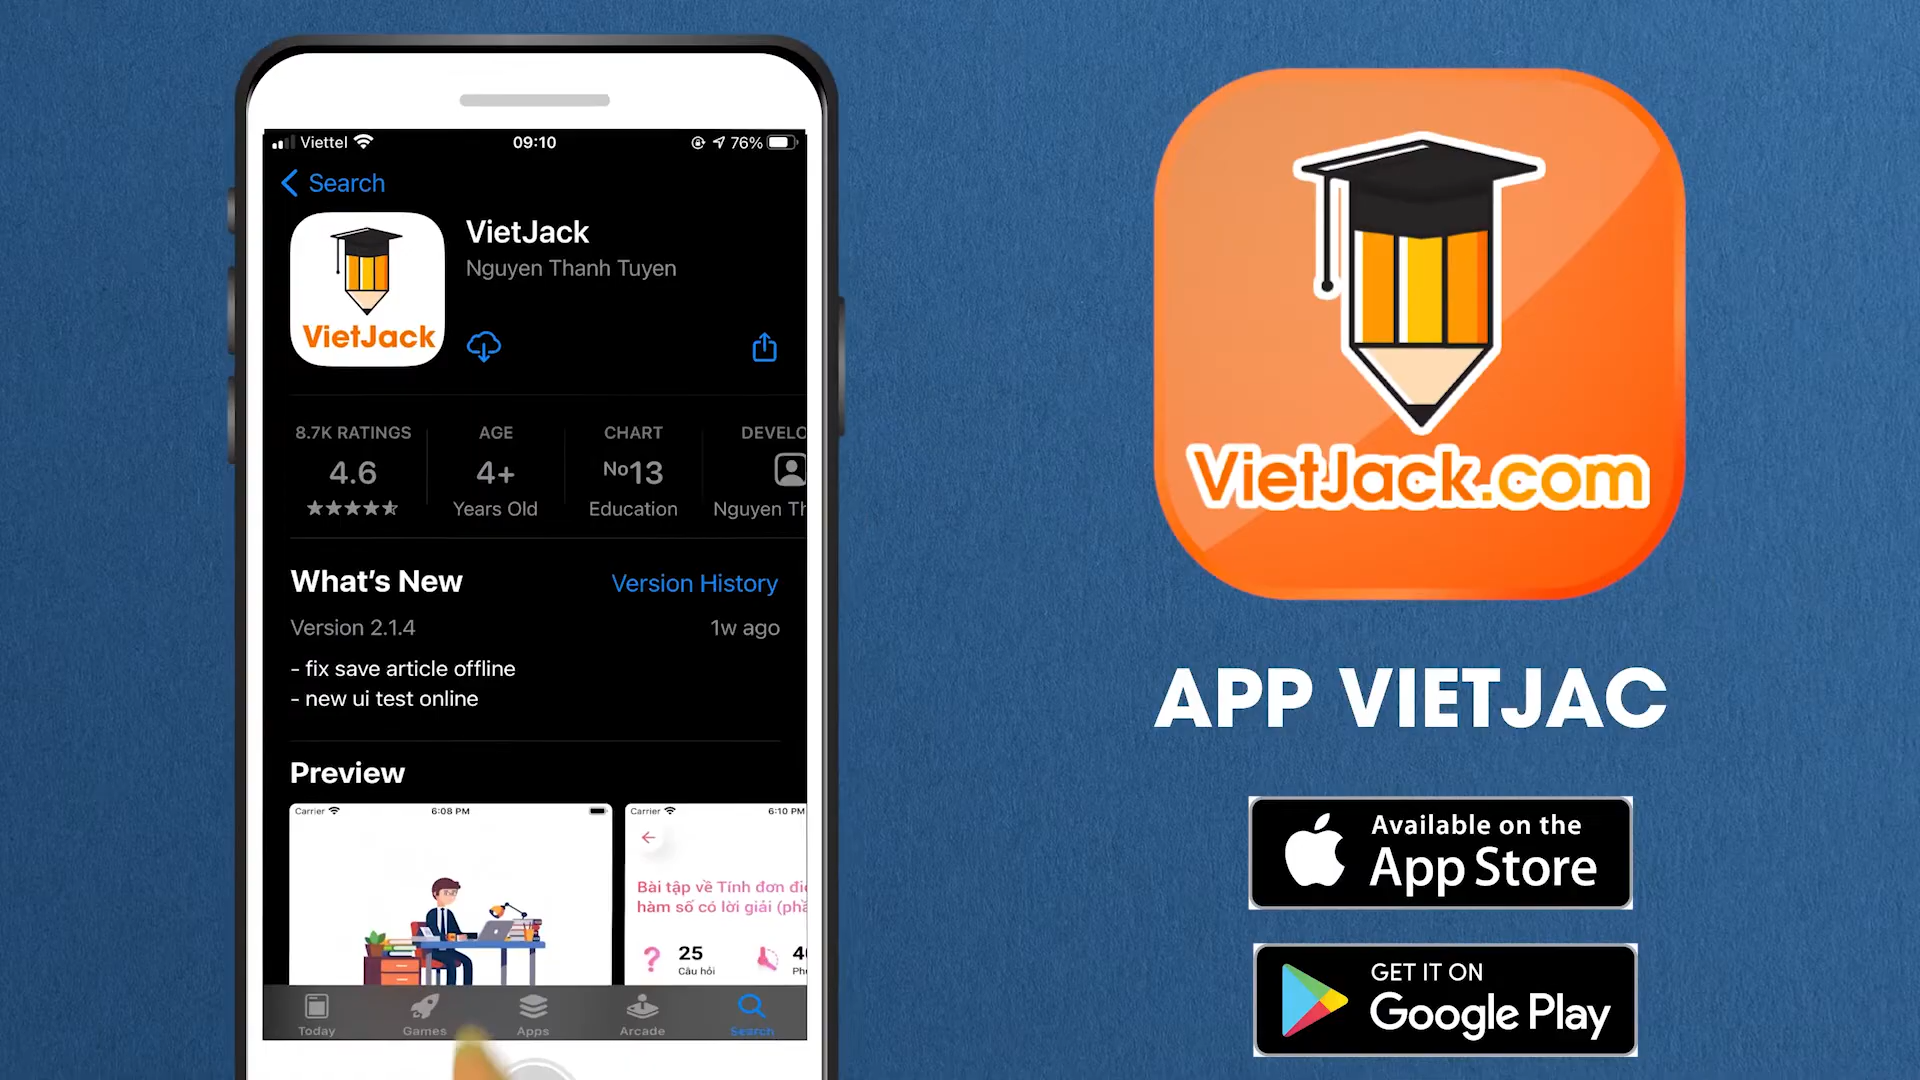 Viettel
09:10
76%
Search
VietJack
VietJack
Nguyen Thanh Tuyen
8.7K RATINGS
4.6
AGE
4+
Years Old
CHART
No13
Education
DEVELO
Nguyen Th
What's New
Version History
Version 2.1.4
1w ago
- fix save article offline
- new ui test online
Preview
Carrier
6:08 PM
Carrier
6:10 PM
Bài tập về Tính đơn điệ
hàm số có lời giải (phầ
25
Câu hỏi
Today
Games
Apps
Arcade
Search
VietJack.com
APP VIETJAC
Available on the
App Store
GET IT ON
Google Play